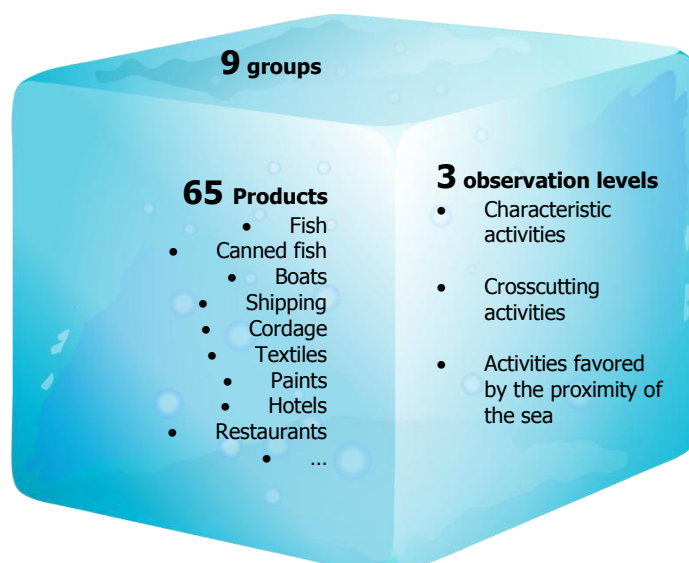 9 groups
65 Products
• Fish
• Canned fish
• Boats
• Shipping
• Cordage
• Textiles
• Paints
• Hotels
• Restaurants
• ...
3 observation levels
• Characteristic
activities
• Crosscutting
activities
• Activities favored
by the proximity of
the sea